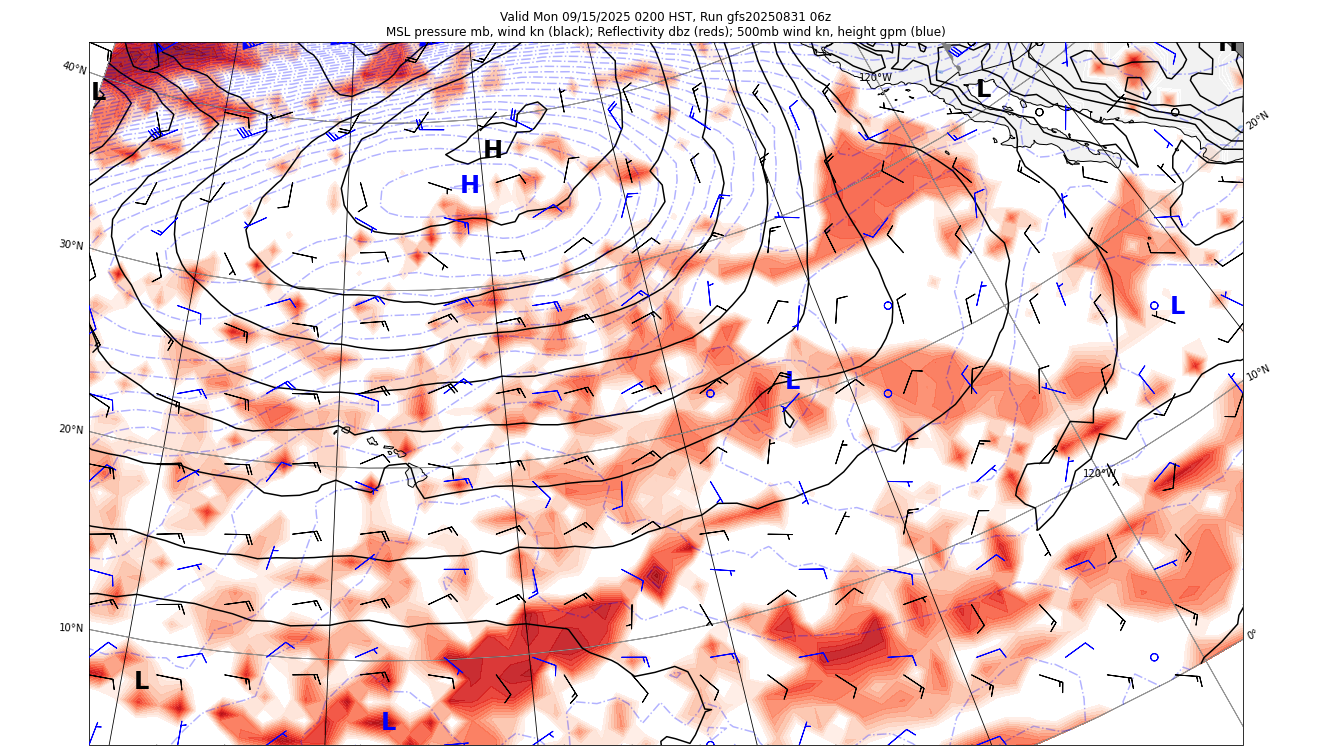 Valid Mon 09/15/2025 0200 HST, Run gfs20250831 06z
MSL pressure mb, wind kn (black); Reflectivity dbz (reds); 500mb wind kn, height gpm (blue)
H
40°N
120°W
L
L
20°N
H
H
30°N
L
L
10°N
20°N
120°W
10°N
0°
L
L